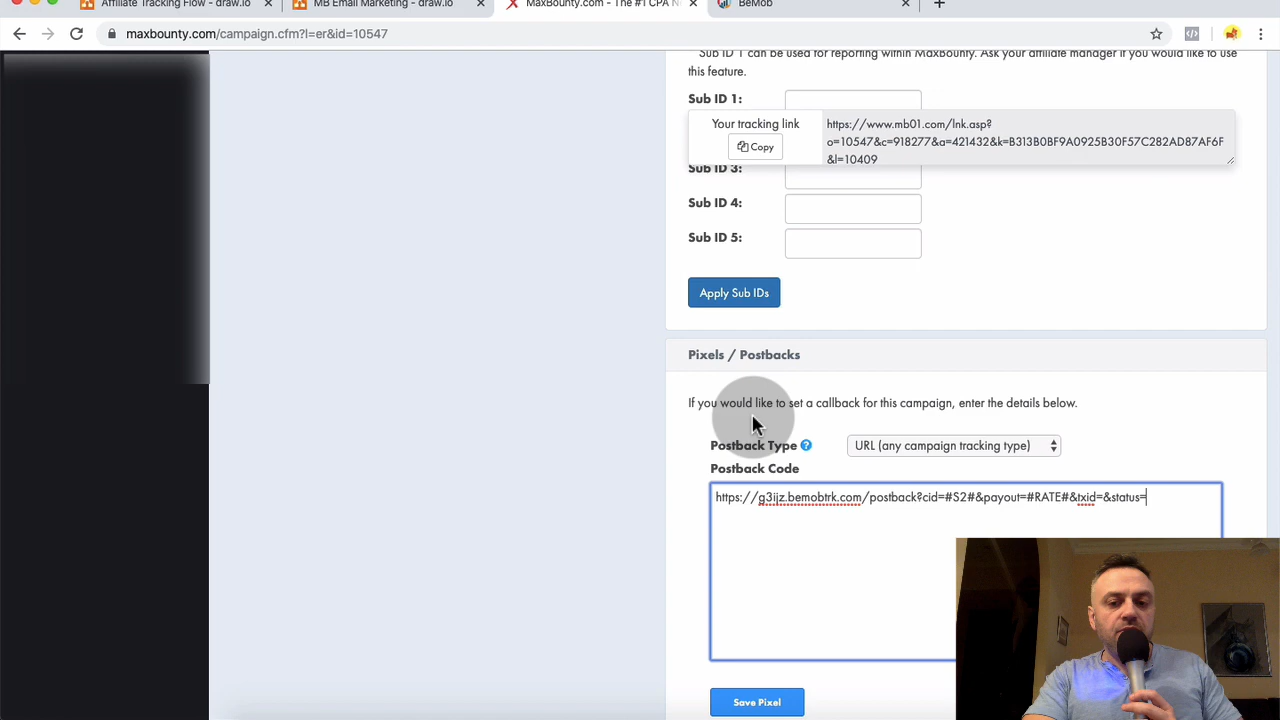 Affiliate Tracking Flow - draw.io
MB Email Marketing - draw.io
MaxBounty.com - The #1 CPA N
BeMob
maxbounty.com/campaign.cfm?l=er&id=10547
Sub ID 1 can be used for reporting within MaxBounty. Ask your affiliate manager if you would like to use
this feature.
Sub ID 1:
Your tracking link
Copy
https://www.mb01.com/lnk.asp?
o=10547&c=918277&a=421432&k=B313B0BF9A0925B30F57C282AD87AF6F
&l=10409
Sub ID 3:
Sub ID 4:
Sub ID 5:
Apply Sub IDs
Pixels / Postbacks
If you would like to set a callback for this campaign, enter the details below.
Postback Type ?
URL (any campaign tracking type)
Postback Code
https://g3ijz.bemobtrk.com/postback?cid=#S2#&payout=#RATE#&txid=&status=
Save Pixel